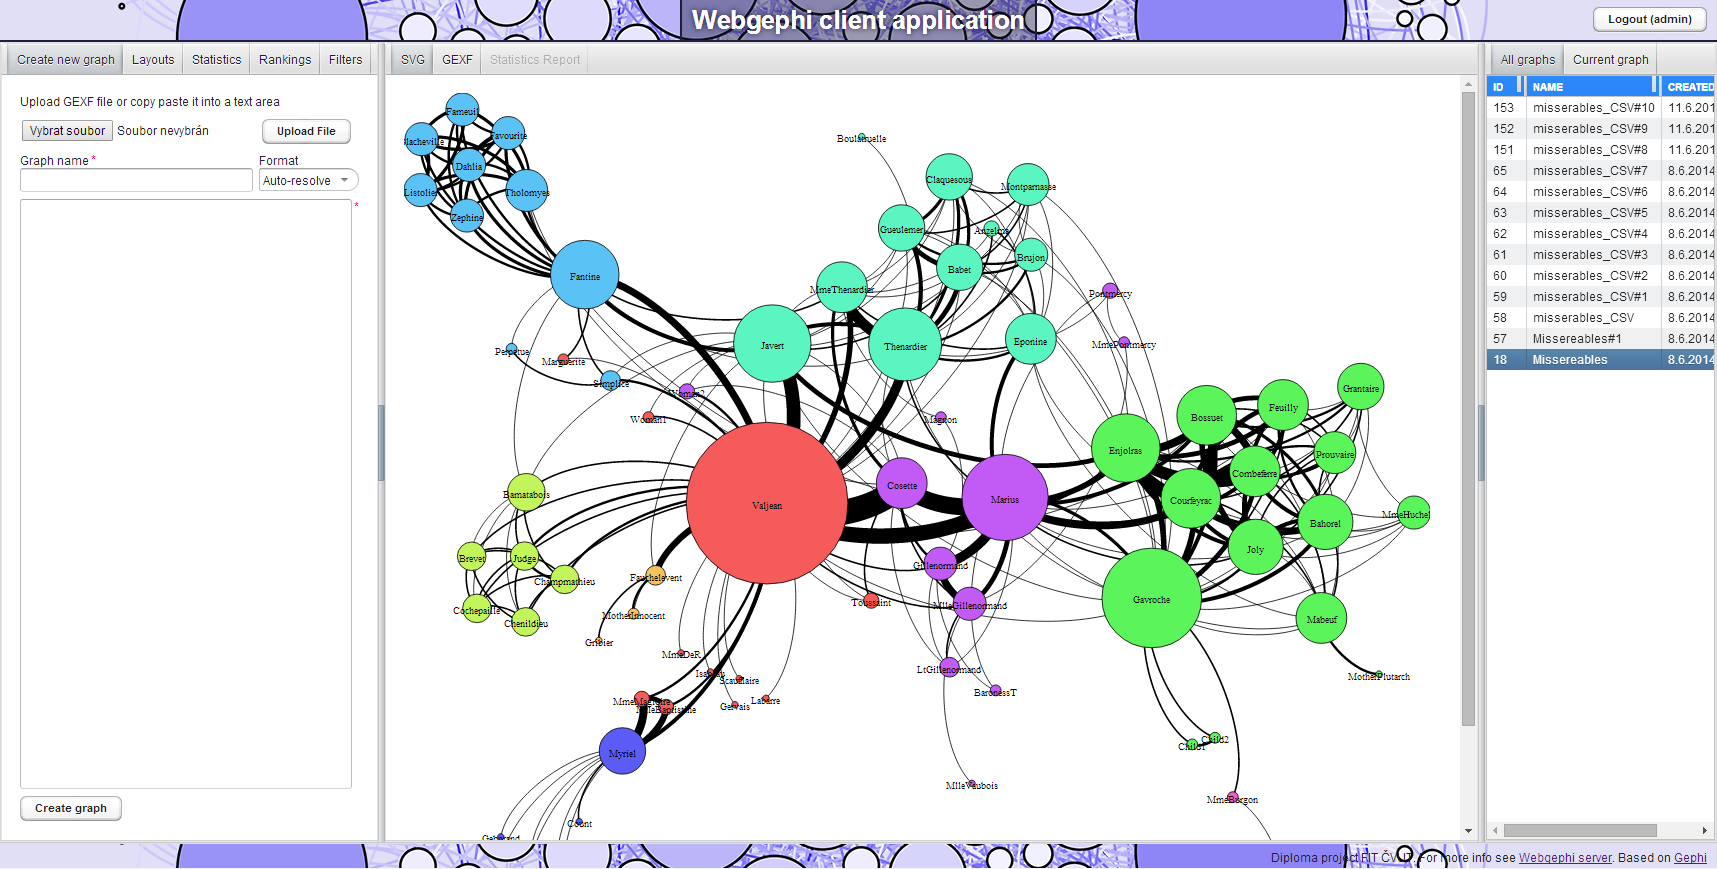 Webgephi client application
Logout (admin)
Create new graph Layouts Statistics Rankings Filters
SVG GEXF Statistics Report
All graphs Current graph
Upload GEXF file or copy paste it into a text area
Vybrat soubor Soubor nevybrán Upload File
Graph name * Format
Auto-resolve
*
Create graph
Fameuil
Favourite
Blacheville
Dahlia
Listolier
Tholomyes
Zephine
Fantine
Boulatruelle
Claquesous
Montparnasse
Gueulemer
Anzelma
Brujon
Babet
MmeThenardier
Pontmercy
Javert
Thenardier
Eponine
MmePontmercy
Perpetue
Marguerite
Simplice
Woman2
Woman1
Magnon
Grantaire
Feuilly
Bossuet
Enjolras
Prouvaire
Combeferre
Courfeyrac
MmeHuchel
Bahorel
Joly
Cosette
Marius
Valjean
Bamatabois
Brevet
Judge
Champmathieu
Cochepaille
Chenildieu
Fauchelevent
MotherInnocent
Gribier
Toussaint
Gillenormand
MlleGillenormand
Gavroche
Mabeuf
MmeDeR
Isabeau
Scaufflaire
Gervais
Labarre
LtGillenormand
BaronessT
MotherPlutarch
MmeMagloire
MlleBaptistine
Myriel
Child1
Child2
MlleVaubois
MmeBurgon
Count
Geborand
ID NAME CREATED
153 misserables_CSV#10 11.6.201
152 misserables_CSV#9 11.6.201
151 misserables_CSV#8 11.6.201
65 misserables_CSV#7 8.6.2014
64 misserables_CSV#6 8.6.2014
63 misserables_CSV#5 8.6.2014
62 misserables_CSV#4 8.6.2014
61 misserables_CSV#3 8.6.2014
60 misserables_CSV#2 8.6.2014
59 misserables_CSV#1 8.6.2014
58 misserables_CSV 8.6.2014
57 Missereables#1 8.6.2014
18 Missereables 8.6.2014
Diploma project FIT ČVUT. For more info see Webgephi server. Based on Gephi